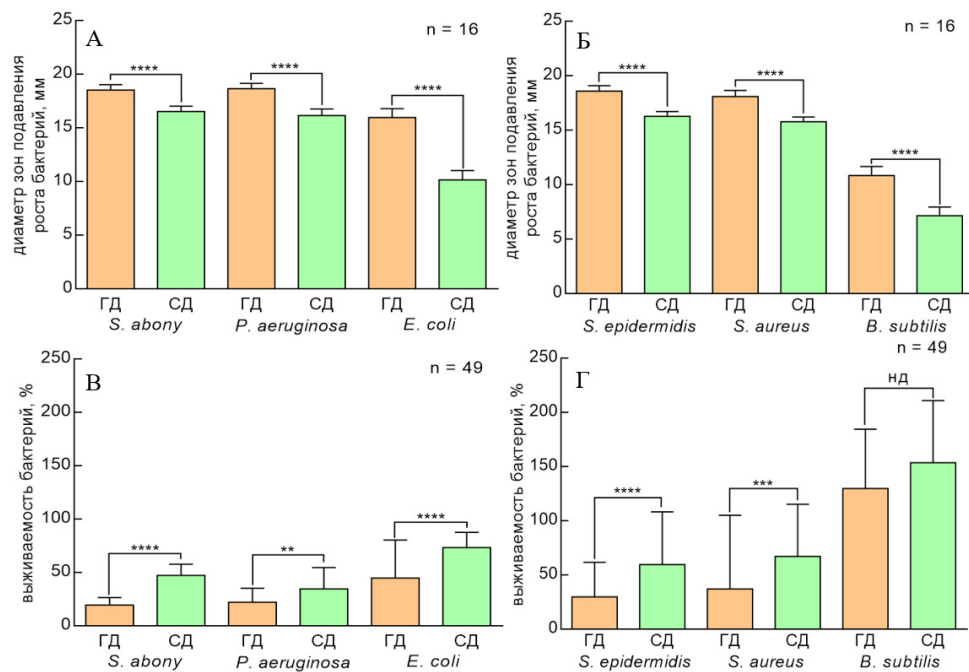 А
n = 16
диаметр зон подавления
роста бактерий, мм
25
20
15
10
5
0
****
****
****
ГД СД ГД СД ГД СД
S. abony P. aeruginosa E. coli
Б
n = 16
диаметр зон подавления
роста бактерий, мм
25
20
15
10
5
0
****
****
****
ГД СД ГД СД ГД СД
S. epidermidis S. aureus B. subtilis
В
n = 49
выживаемость бактерий, %
250
200
150
100
50
0
****
**
****
ГД СД ГД СД ГД СД
S. abony P. aeruginosa E. coli
Г
n = 49
выживаемость бактерий, %
250
200
150
100
50
0
****
***
нд
ГД СД ГД СД ГД СД
S. epidermidis S. aureus B. subtilis